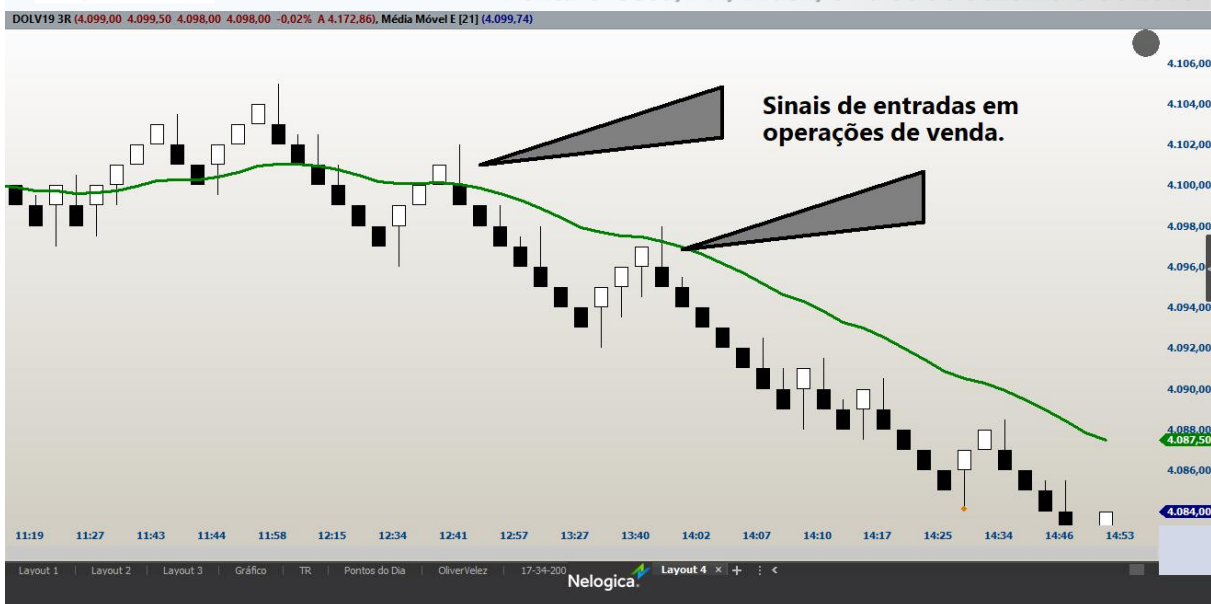 DOLV19 3R (4.099,00 4.099,50 4.098,00 4.098,00 -0,02% A 4.172,86), Média Móvel E [21] (4.099,74)
4.106,00
Sinais de entradas em
operações de venda.
4.104,00
4.102,00
4.100,00
4.098,00
4.096,0
4.094,00
4.092,00
4.090,00
4.088,00
4.087,50
4.086,00
4.084,00
11:19 11:27 11:43 11:44 11:58 12:15 12:34 12:41 12:57 13:27 13:40 14:02 14:07 14:10 14:17 14:25 14:34 14:46 14:53
Layout 1 | Layout 2 | Layout 3 | Gráfico | TR | Pontos do Dia | OliverVelez | 17-34-200 Layout 4 × + ⋮ <
Nelogica.